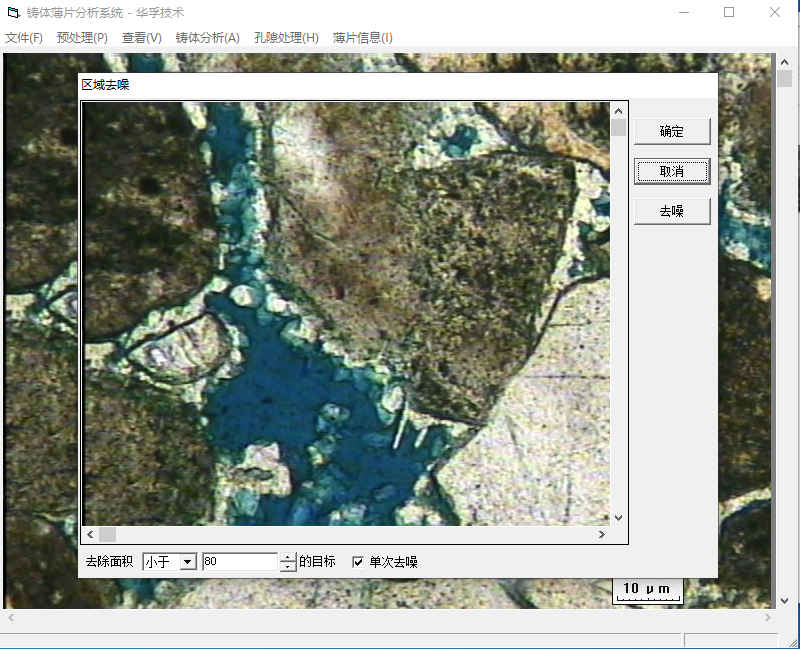 铸体薄片分析系统 - 华孚技术
文件(F) 预处理(P) 查看(V) 铸体分析(A) 孔隙处理(H) 薄片信息(I)
区域去噪
确定
取消
去噪
去除面积 小于 80 的目标 单次去噪
10 μm